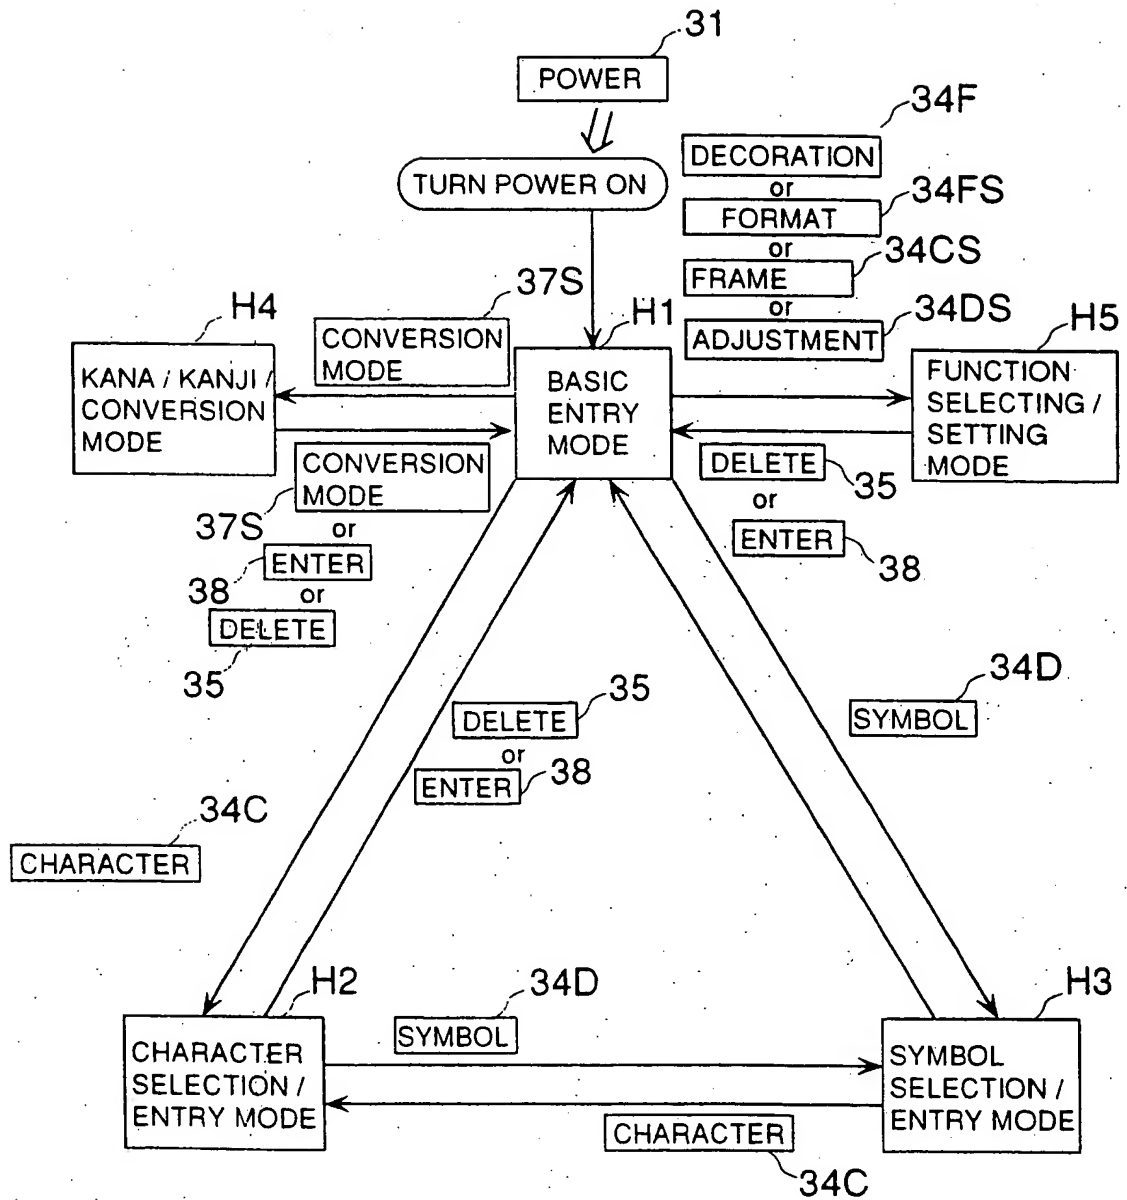 31
POWER
34F
DECORATION
TURN POWER ON
or
34FS
FORMAT
or
34CS
FRAME
37S
or
34DS
H4
H1
ADJUSTMENT
H5
CONVERSION
MODE
KANA / KANJI /
CONVERSION
MODE
BASIC
ENTRY
MODE
FUNCTION
SELECTING /
SETTING
MODE
CONVERSION
MODE
37S
or
38
ENTER
or
DELETE
35
DELETE
35
or
ENTER
38
34D
SYMBOL
35
DELETE
or
38
ENTER
34C
CHARACTER
H2
34D
H3
SYMBOL
CHARACTER
SELECTION /
ENTRY MODE
SYMBOL
SELECTION /
ENTRY MODE
CHARACTER
34C